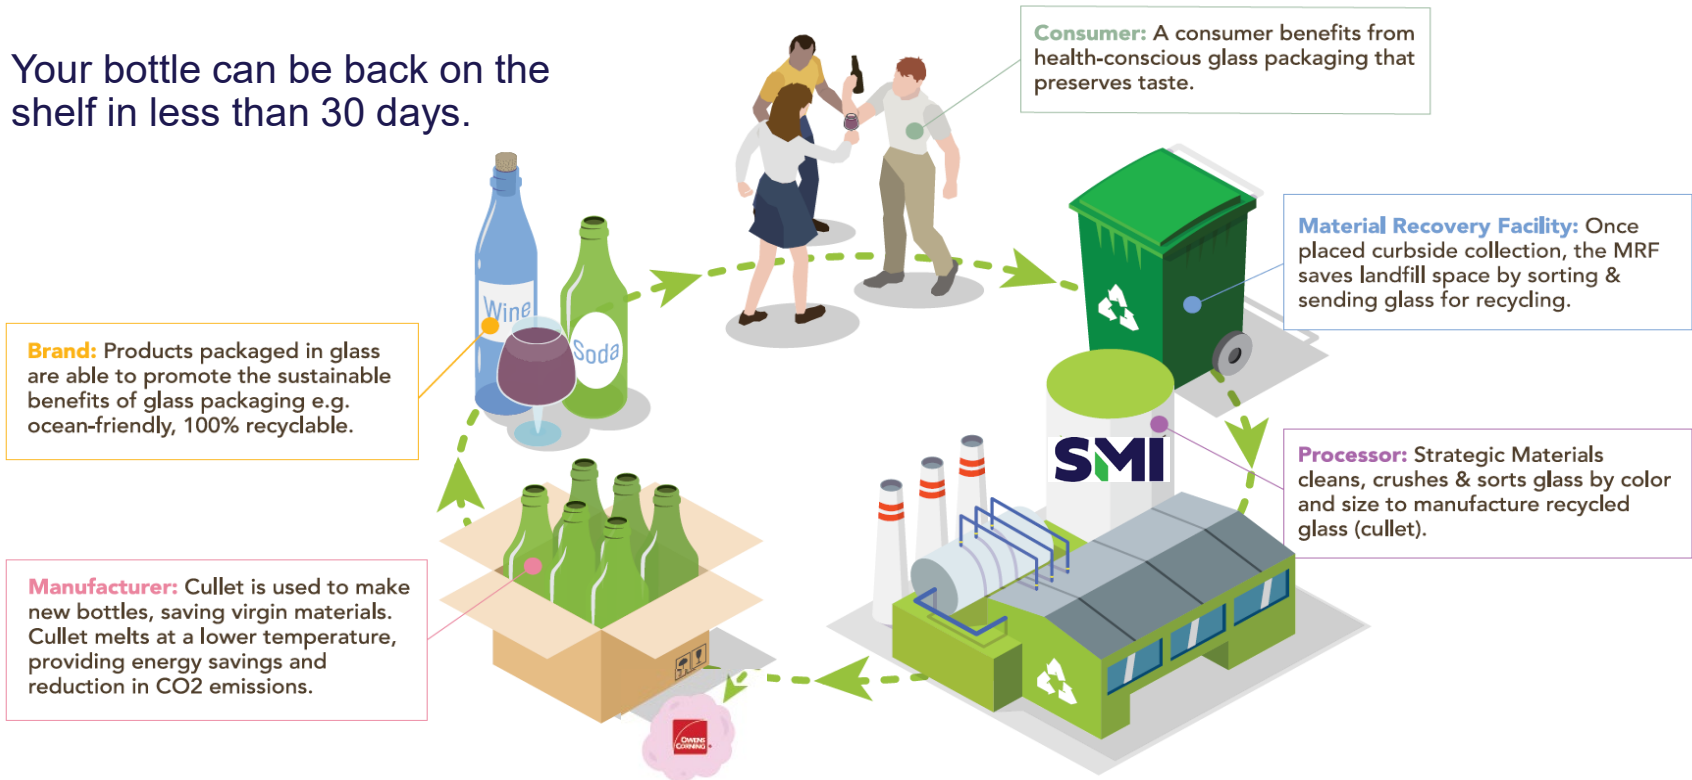 Your bottle can be back on the
shelf in less than 30 days.
Consumer: A consumer benefits from
health-conscious glass packaging that
preserves taste.
Material Recovery Facility: Once
placed curbside collection, the MRF
saves landfill space by sorting &
sending glass for recycling.
Wine
Soda
Brand: Products packaged in glass
are able to promote the sustainable
benefits of glass packaging e.g.
ocean-friendly, 100% recyclable.
SMI
Processor: Strategic Materials
cleans, crushes & sorts glass by color
and size to manufacture recycled
glass (cullet).
Manufacturer: Cullet is used to make
new bottles, saving virgin materials.
Cullet melts at a lower temperature,
providing energy savings and
reduction in CO2 emissions.
OWENS
CORNING